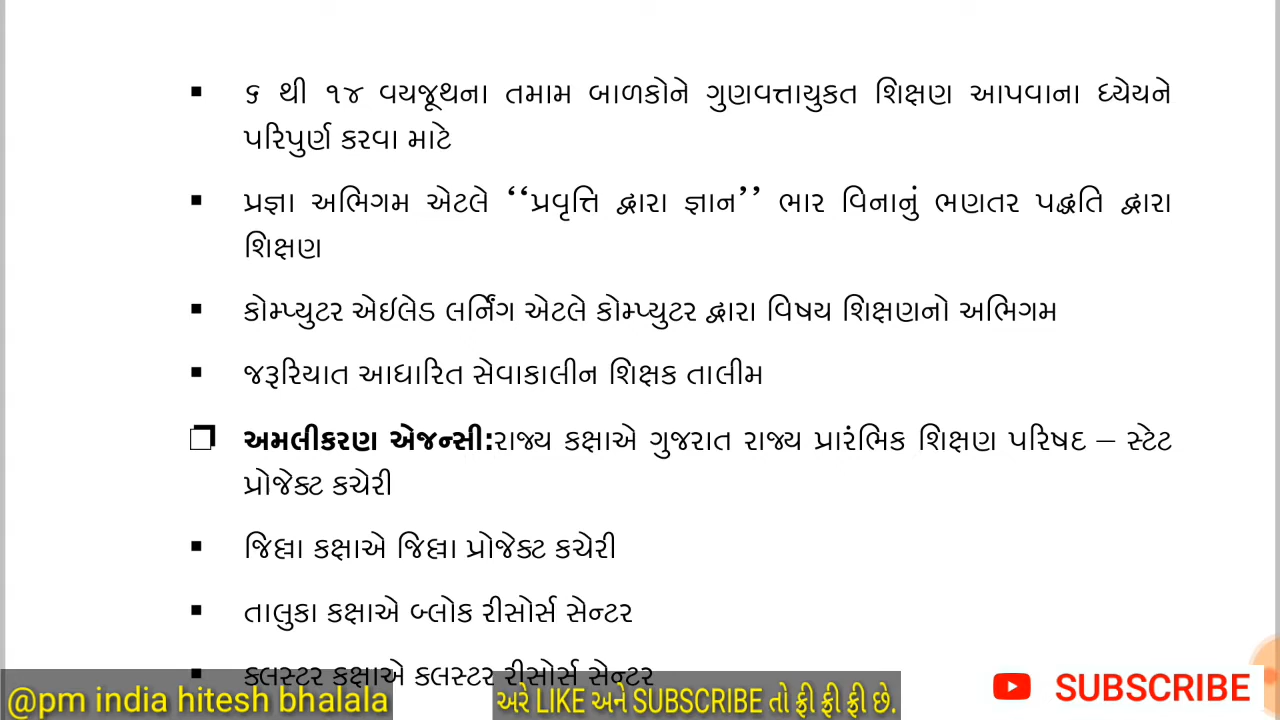 ▪ ૬ થી ૧૪ વયજૂથના તમામ બાળકોને ગુણવત્તાયુકત શિક્ષણ આપવાના ધ્યેયને
પરિપુર્ણ કરવા માટે
▪ પ્રજ્ઞા અભિગમ એટલે ‘‘પ્રવૃત્તિ દ્વારા જ્ઞાન’’ ભાર વિનાનું ભણતર પદ્ધતિ દ્વારા
શિક્ષણ
▪ કોમ્પ્યુટર એઈલેડ લર્નિંગ એટલે કોમ્પ્યુટર દ્વારા વિષય શિક્ષણનો અભિગમ
▪ જરૂરિયાત આધારિત સેવાકાલીન શિક્ષક તાલીમ
❐ અમલીકરણ એજન્સી:રાજ્ય કક્ષાએ ગુજરાત રાજ્ય પ્રારંભિક શિક્ષણ પરિષદ – સ્ટેટ
પ્રોજેક્ટ કચેરી
▪ જિલ્લા કક્ષાએ જિલ્લા પ્રોજેક્ટ કચેરી
▪ તાલુકા કક્ષાએ બ્લોક રીસોર્સ સેન્ટર
▪ ક્લસ્ટર કક્ષાએ ક્લસ્ટર રીસોર્સ સેન્ટર
@pm india hitesh bhalala
અરે LIKE અને SUBSCRIBE તો ફ્રી ફ્રી ફ્રી છે.
SUBSCRIBE